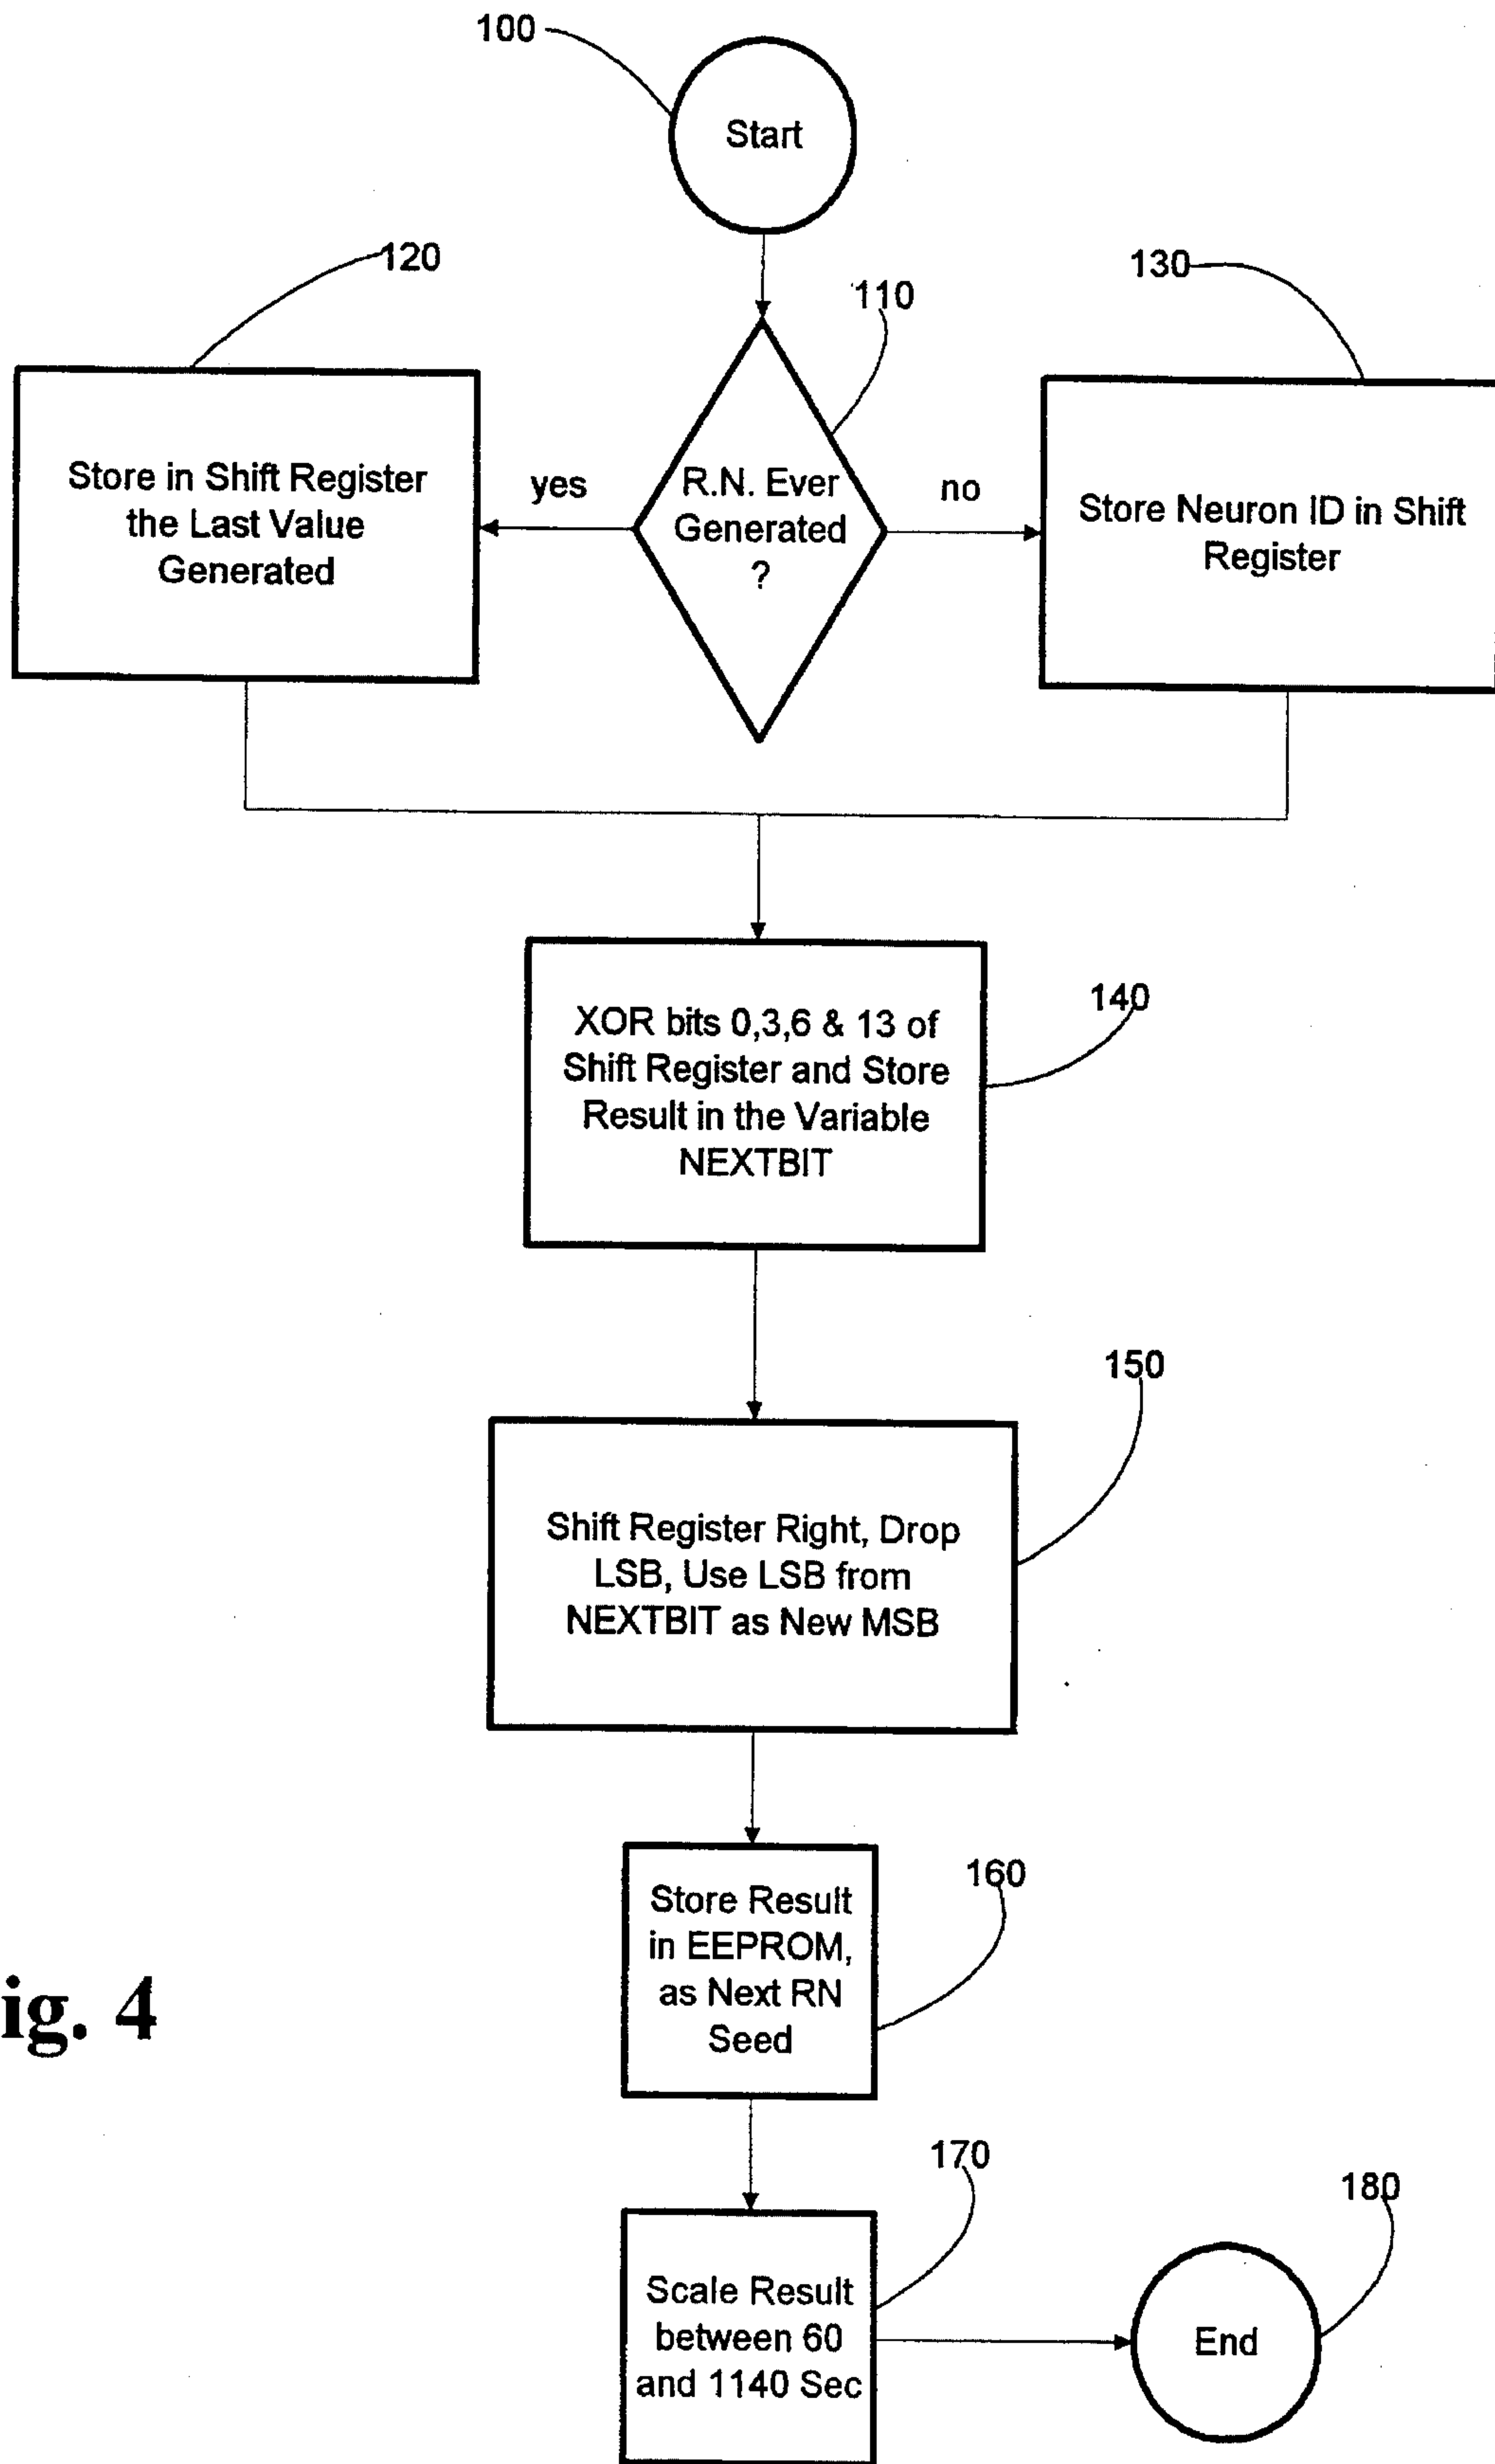 100
Start
120
130
110
Store in Shift Register
the Last Value
Generated
yes
R.N. Ever
Generated
?
no
Store Neuron ID in Shift
Register
XOR bits 0,3,6 & 13 of
Shift Register and Store
Result in the Variable
NEXTBIT
140
150
Shift Register Right, Drop
LSB, Use LSB from
NEXTBIT as New MSB
160
Store Result
in EEPROM,
as Next RN
Seed
ig. 4
170
180
Scale Result
between 60
and 1140 Sec
End